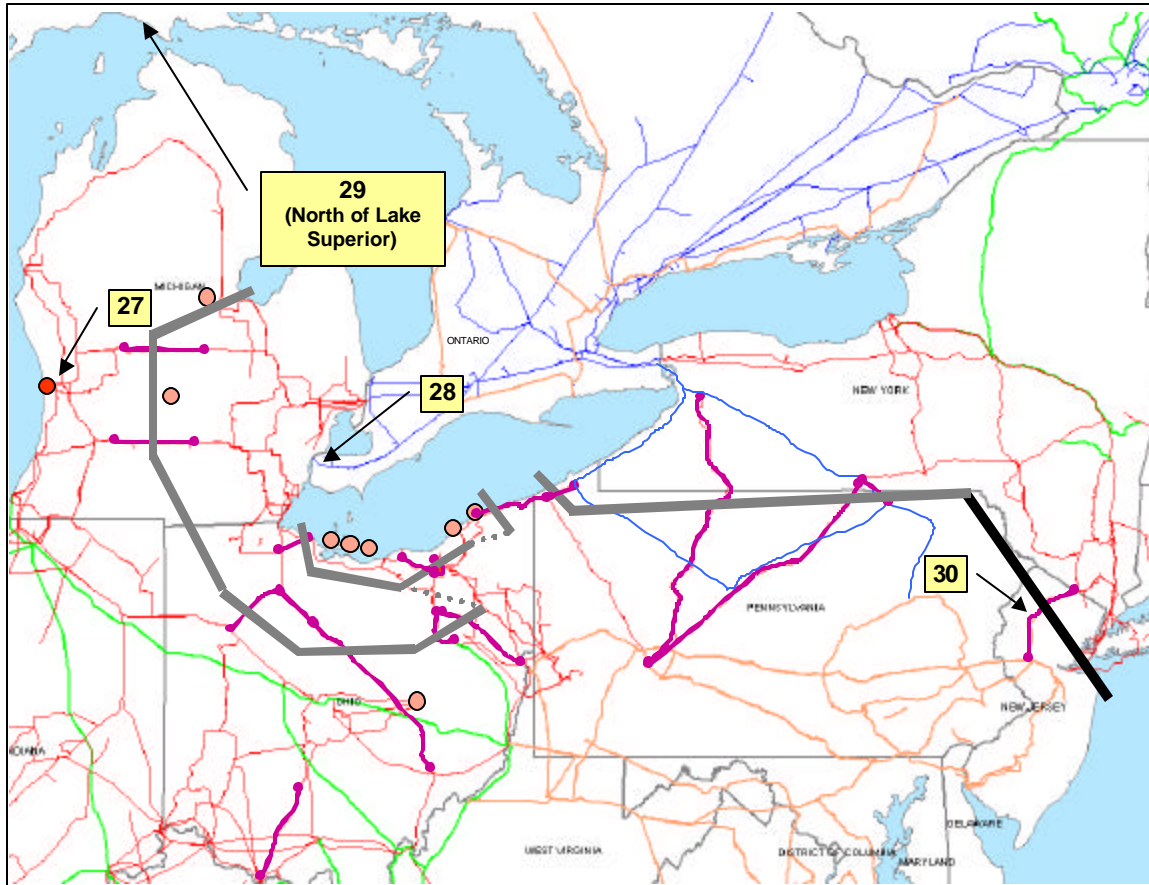 29
(North of Lake
Superior)
MICHIGAN
27
ONTARIO
28
NEW YORK
30
PENNSYLVANIA
OHIO
NEW JERSEY
INDIANA
DELAWARE
WEST VIRGINIA
DISTRICT OF COLUMBIA
MARYLAND